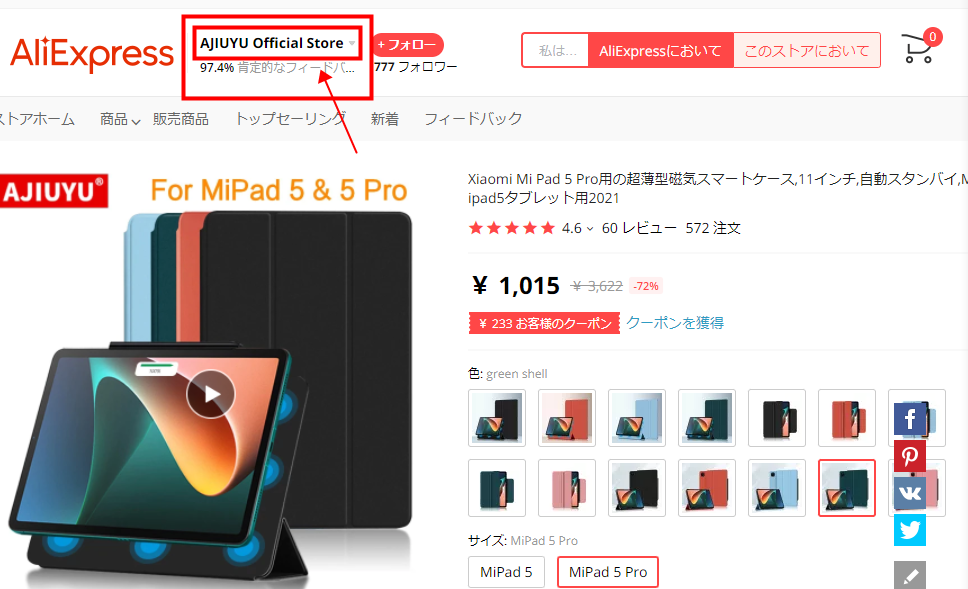 AliExpress
AJIUYU Official Store
97.4% 肯定的なフィードバ...
+ フォロー
777 フォロワー
私は...
AliExpressにおいて
このストアにおいて
0
ストアホーム 商品 販売商品 トップセーリング 新着 フィードバック
AJIUYU®
For MiPad 5 & 5 Pro
Xiaomi Mi Pad 5 Pro用の超薄型磁気スマートケース,11インチ,自動スタンバイ,M
ipad5タブレット用2021
4.6 60 レビュー 572 注文
¥ 1,015 ¥ 3,622 -72%
¥ 233 お客様のクーポン クーポンを獲得
色: green shell
サイズ: MiPad 5 Pro
MiPad 5 MiPad 5 Pro